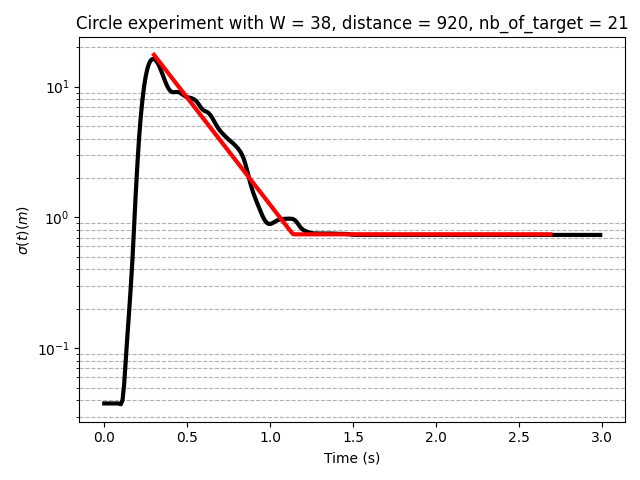 Circle experiment with W = 38, distance = 920, nb_of_target = 21
σ(t)(m)
10¹
10⁰
10⁻¹
0.0 0.5 1.0 1.5 2.0 2.5 3.0
Time (s)